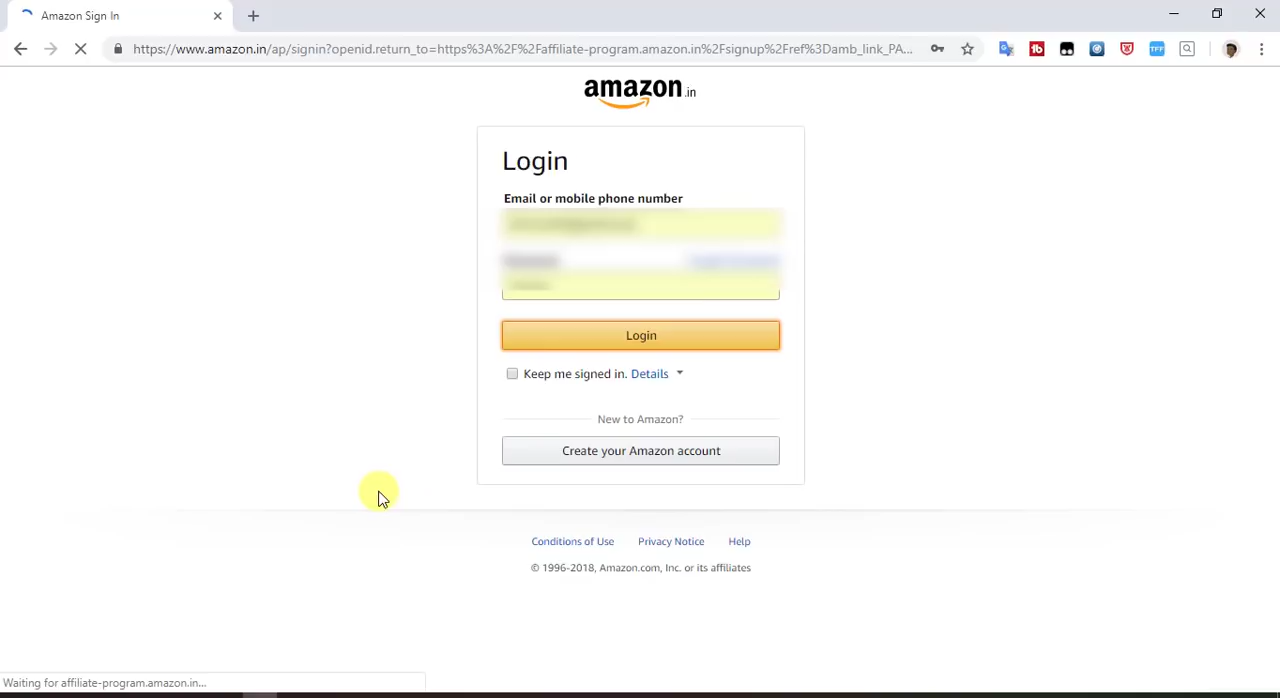 Amazon Sign In
https://www.amazon.in/ap/signin?openid.return_to=https%3A%2F%2Faffiliate-program.amazon.in%2Fsignup%2Fref%3Damb_link_PA...
amazon.in
Login
Email or mobile phone number
Login
Keep me signed in. Details
New to Amazon?
Create your Amazon account
Conditions of Use Privacy Notice Help
© 1996-2018, Amazon.com, Inc. or its affiliates
Waiting for affiliate-program.amazon.in...